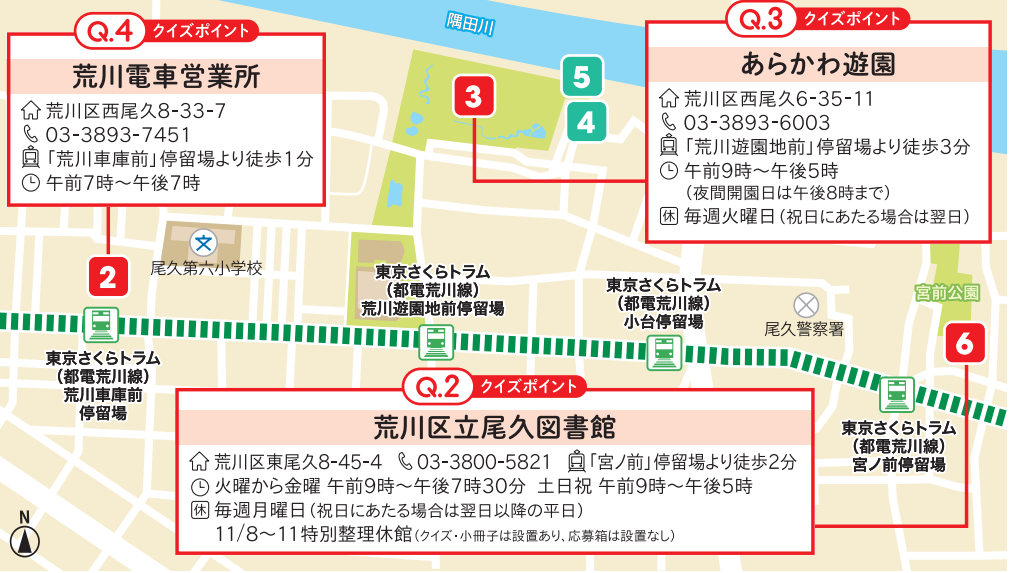 Q.4 クイズポイント
荒川電車営業所
荒川区西尾久8-33-7
03-3893-7451
「荒川車庫前」停留場より徒歩1分
午前7時～午後7時
隅田川
5
4
3
Q.3 クイズポイント
あらかわ遊園
荒川区西尾久6-35-11
03-3893-6003
「荒川遊園地前」停留場より徒歩3分
午前9時～午後5時
(夜間開園日は午後8時まで)
休 毎週火曜日(祝日にあたる場合は翌日)
文
尾久第六小学校
2
東京さくらトラム
(都電荒川線)
荒川車庫前
停留場
東京さくらトラム
(都電荒川線)
荒川遊園地前停留場
東京さくらトラム
(都電荒川線)
小台停留場
尾久警察署
宮前公園
6
東京さくらトラム
(都電荒川線)
宮ノ前停留場
Q.2 クイズポイント
荒川区立尾久図書館
荒川区東尾久8-45-4 03-3800-5821 「宮ノ前」停留場より徒歩2分
火曜から金曜 午前9時～午後7時30分 土日祝 午前9時～午後5時
休 毎週月曜日(祝日にあたる場合は翌日以降の平日)
11/8～11特別整理休館(クイズ・小冊子は設置あり、応募箱は設置なし)
N